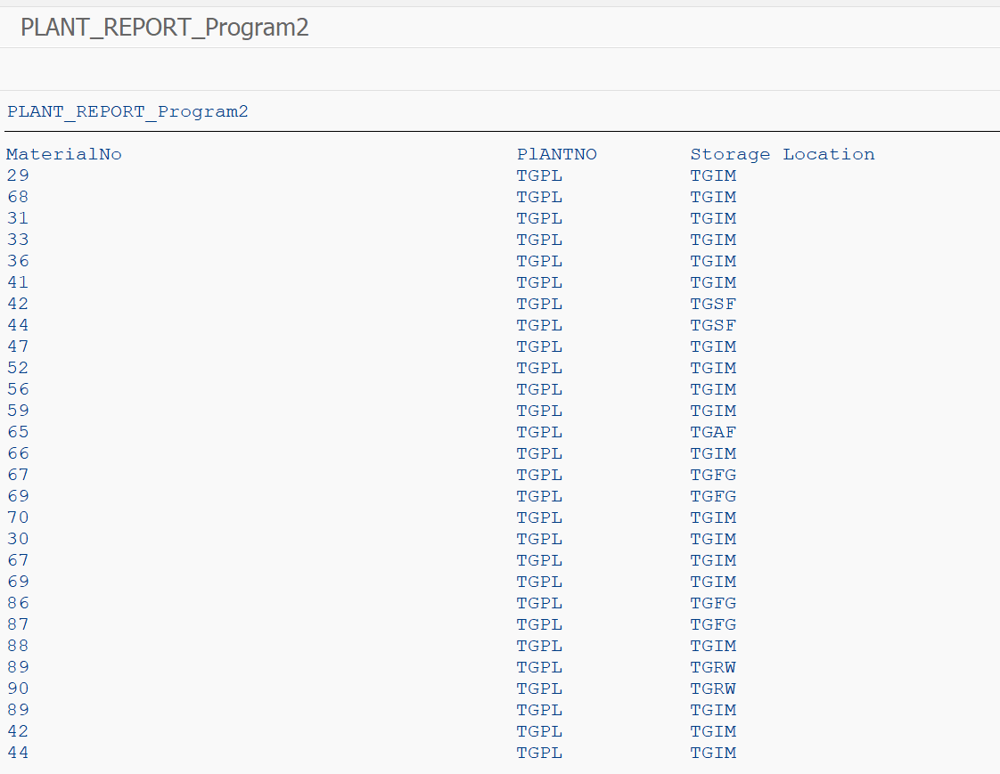 PLANT_REPORT_Program2
PLANT_REPORT_Program2
MaterialNo PlANTNO Storage Location
29 TGPL TGIM
68 TGPL TGIM
31 TGPL TGIM
33 TGPL TGIM
36 TGPL TGIM
41 TGPL TGIM
42 TGPL TGSF
44 TGPL TGSF
47 TGPL TGIM
52 TGPL TGIM
56 TGPL TGIM
59 TGPL TGIM
65 TGPL TGAF
66 TGPL TGIM
67 TGPL TGFG
69 TGPL TGFG
70 TGPL TGIM
30 TGPL TGIM
67 TGPL TGIM
69 TGPL TGIM
86 TGPL TGFG
87 TGPL TGFG
88 TGPL TGIM
89 TGPL TGRW
90 TGPL TGRW
89 TGPL TGIM
42 TGPL TGIM
44 TGPL TGIM